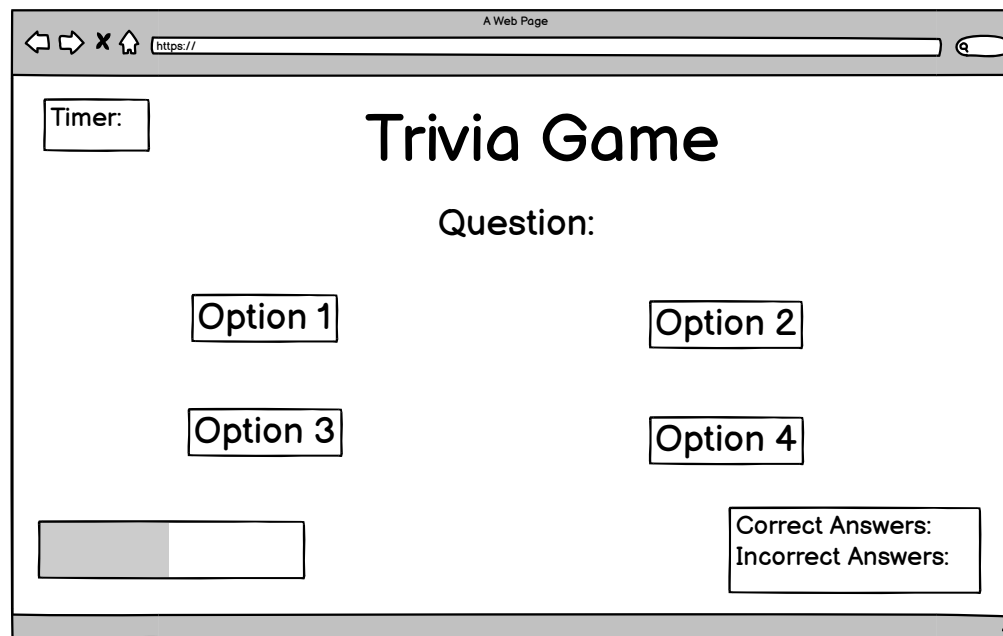 A Web Page
https://
Timer:
Trivia Game
Question:
Option 1
Option 2
Option 3
Option 4
Correct Answers:
Incorrect Answers: